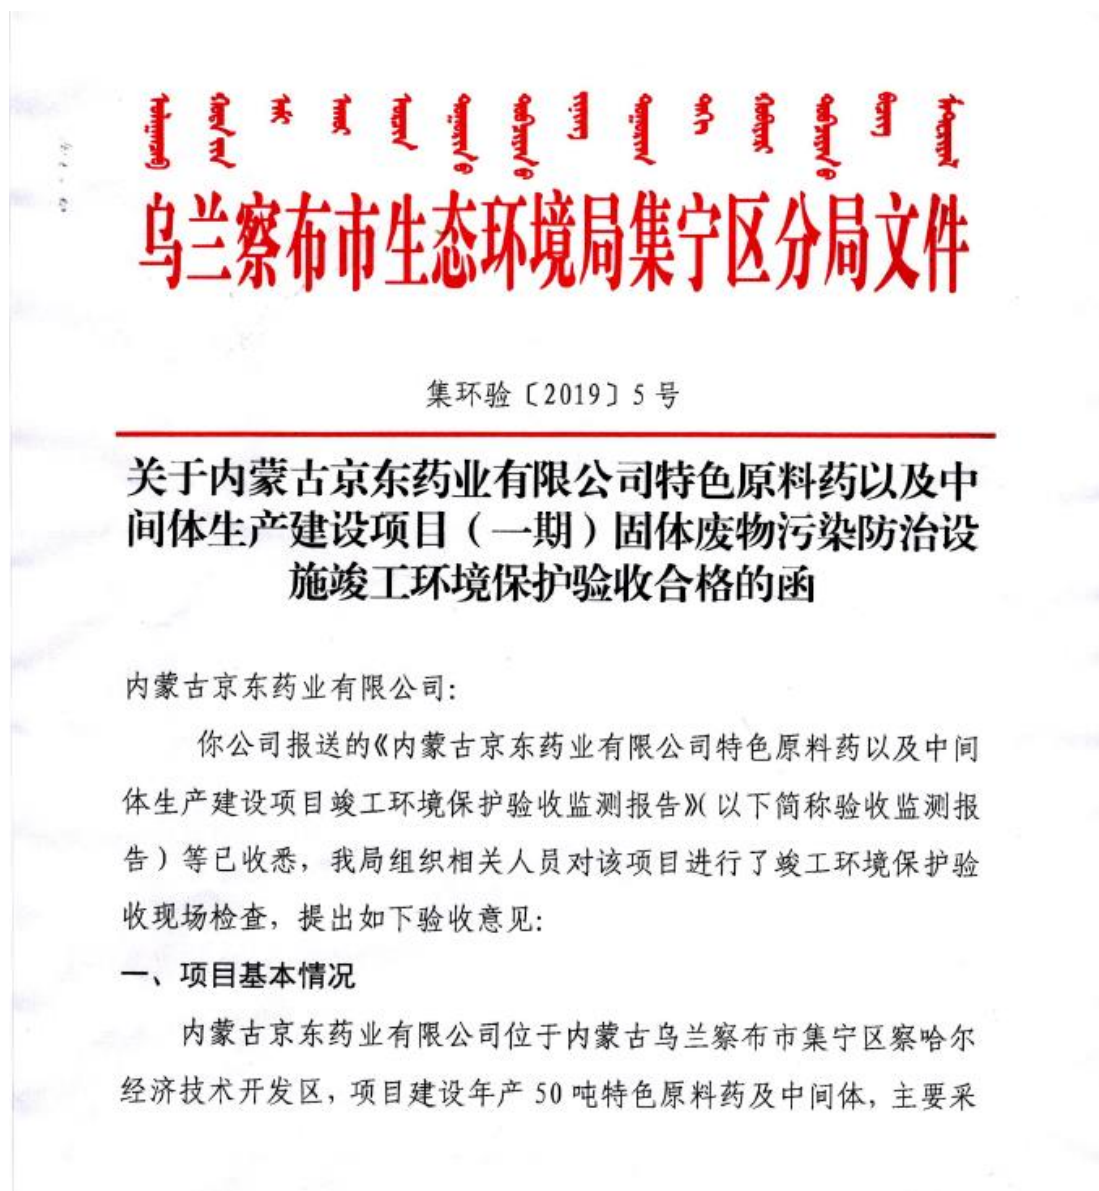 乌兰察布市生态环境局集宁区分局文件
集环验〔2019〕5 号
关于内蒙古京东药业有限公司特色原料药以及中
间体生产建设项目（一期）固体废物污染防治设
施竣工环境保护验收合格的函
内蒙古京东药业有限公司：
你公司报送的《内蒙古京东药业有限公司特色原料药以及中间
体生产建设项目竣工环境保护验收监测报告》（以下简称验收监测报
告）等已收悉，我局组织相关人员对该项目进行了竣工环境保护验
收现场检查，提出如下验收意见：
一、项目基本情况
内蒙古京东药业有限公司位于内蒙古乌兰察布市集宁区察哈尔
经济技术开发区，项目建设年产 50 吨特色原料药及中间体，主要采